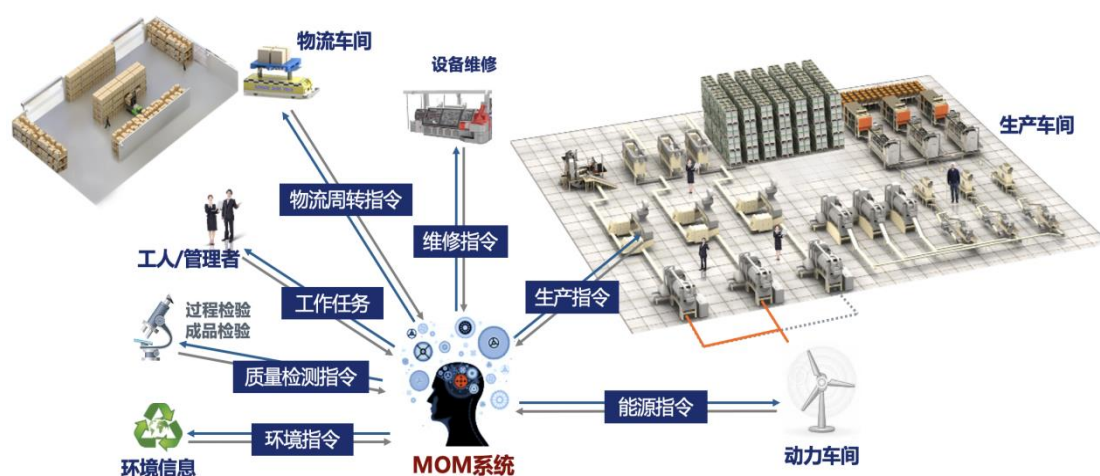 物流车间
设备维修
生产车间
物流周转指令
维修指令
工人/管理者
工作任务
生产指令
过程检验
成品检验
质量检测指令
能源指令
环境指令
环境信息
MOM系统
动力车间